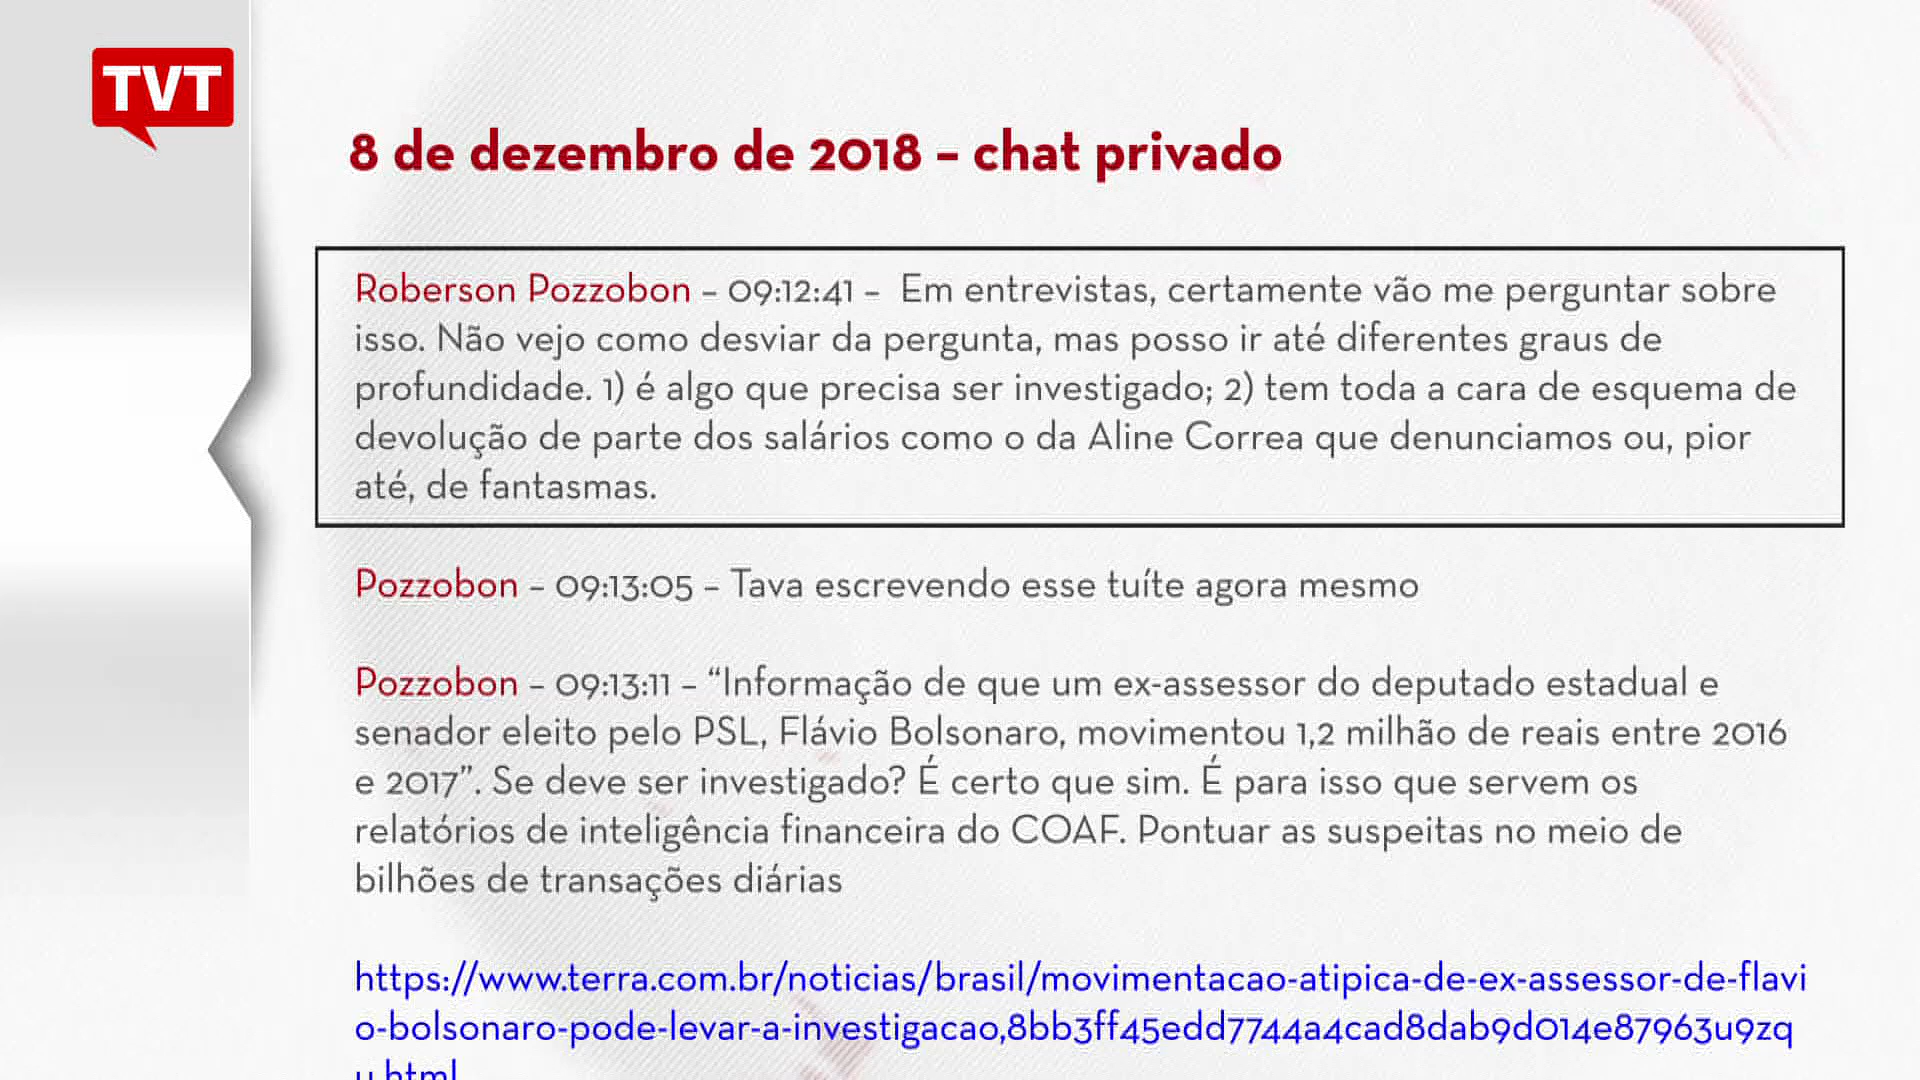 TVT
8 de dezembro de 2018 – chat privado
Roberson Pozzobon – 09:12:41 – Em entrevistas, certamente vão me perguntar sobre
isso. Não vejo como desviar da pergunta, mas posso ir até diferentes graus de
profundidade. 1) é algo que precisa ser investigado; 2) tem toda a cara de esquema de
devolução de parte dos salários como o da Aline Correa que denunciamos ou, pior
até, de fantasmas.
Pozzobon – 09:13:05 – Tava escrevendo esse tuíte agora mesmo
Pozzobon – 09:13:11 – “Informação de que um ex-assessor do deputado estadual e
senador eleito pelo PSL, Flávio Bolsonaro, movimentou 1,2 milhão de reais entre 2016
e 2017”. Se deve ser investigado? É certo que sim. É para isso que servem os
relatórios de inteligência financeira do COAF. Pontuar as suspeitas no meio de
bilhões de transações diárias
https://www.terra.com.br/noticias/brasil/movimentacao-atipica-de-ex-assessor-de-flavi
o-bolsonaro-pode-levar-a-investigacao,8bb3ff45edd7744a4cad8dab9d014e87963u9zq
u.html